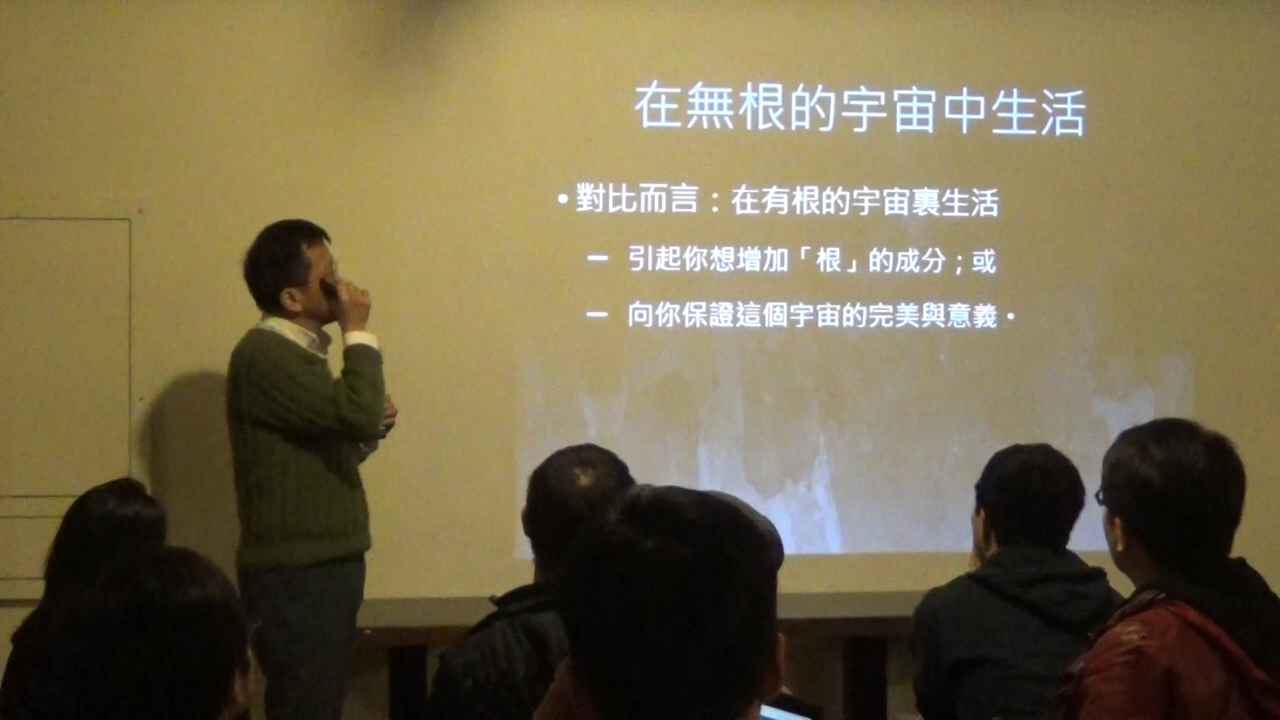 在無根的宇宙中生活
•對比而言：在有根的宇宙裏生活
— 引起你想增加「根」的成分；或
— 向你保證這個宇宙的完美與意義。